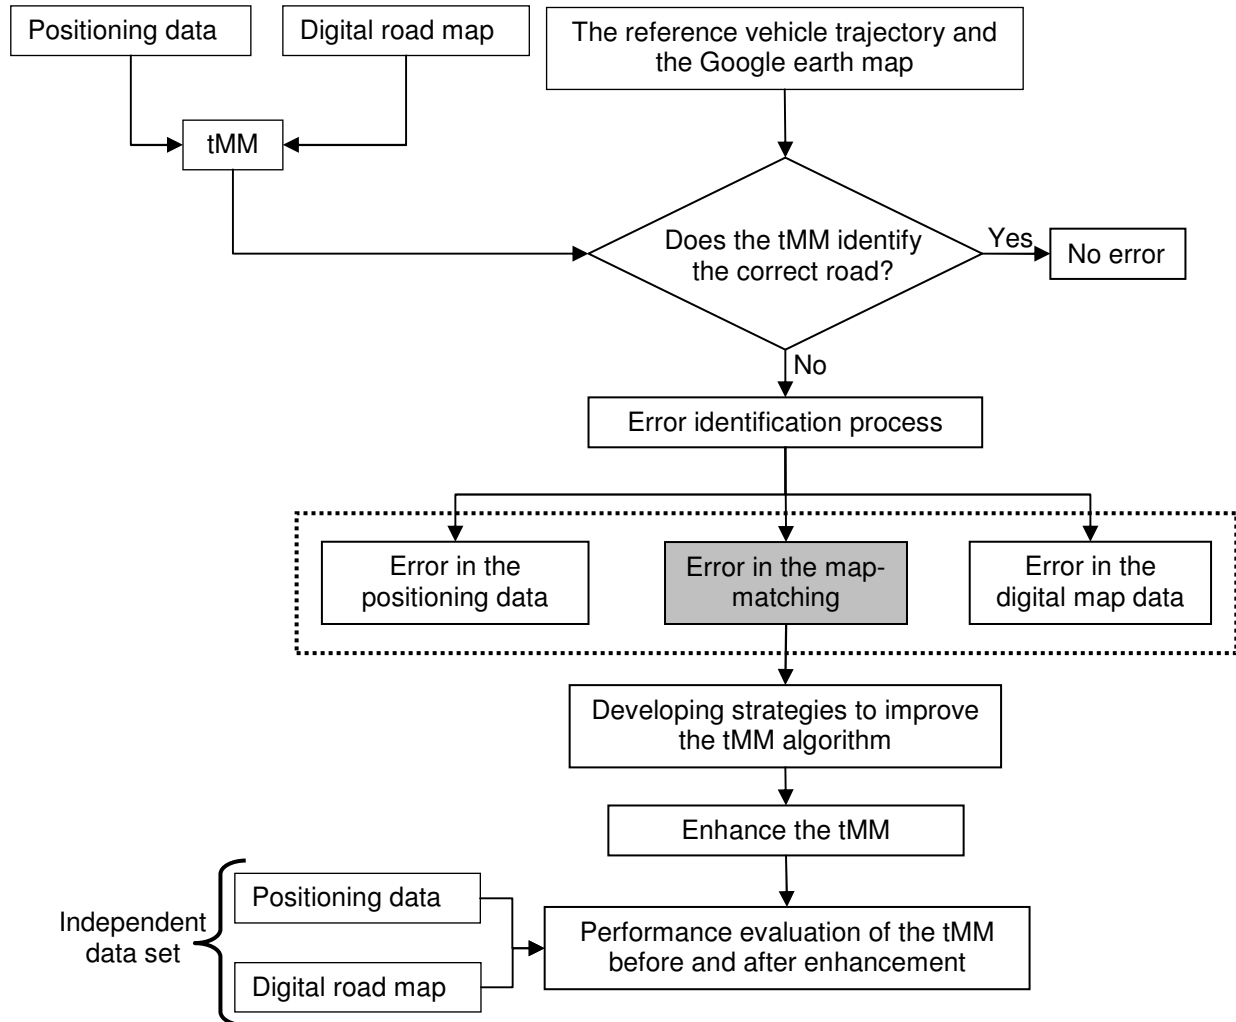 Positioning data
Digital road map
The reference vehicle trajectory and
the Google earth map
tMM
Does the tMM identify
the correct road?
Yes
No error
No
Error identification process
Error in the
positioning data
Error in the map-
matching
Error in the
digital map data
Developing strategies to improve
the tMM algorithm
Enhance the tMM
Independent
data set
Positioning data
Digital road map
Performance evaluation of the tMM
before and after enhancement